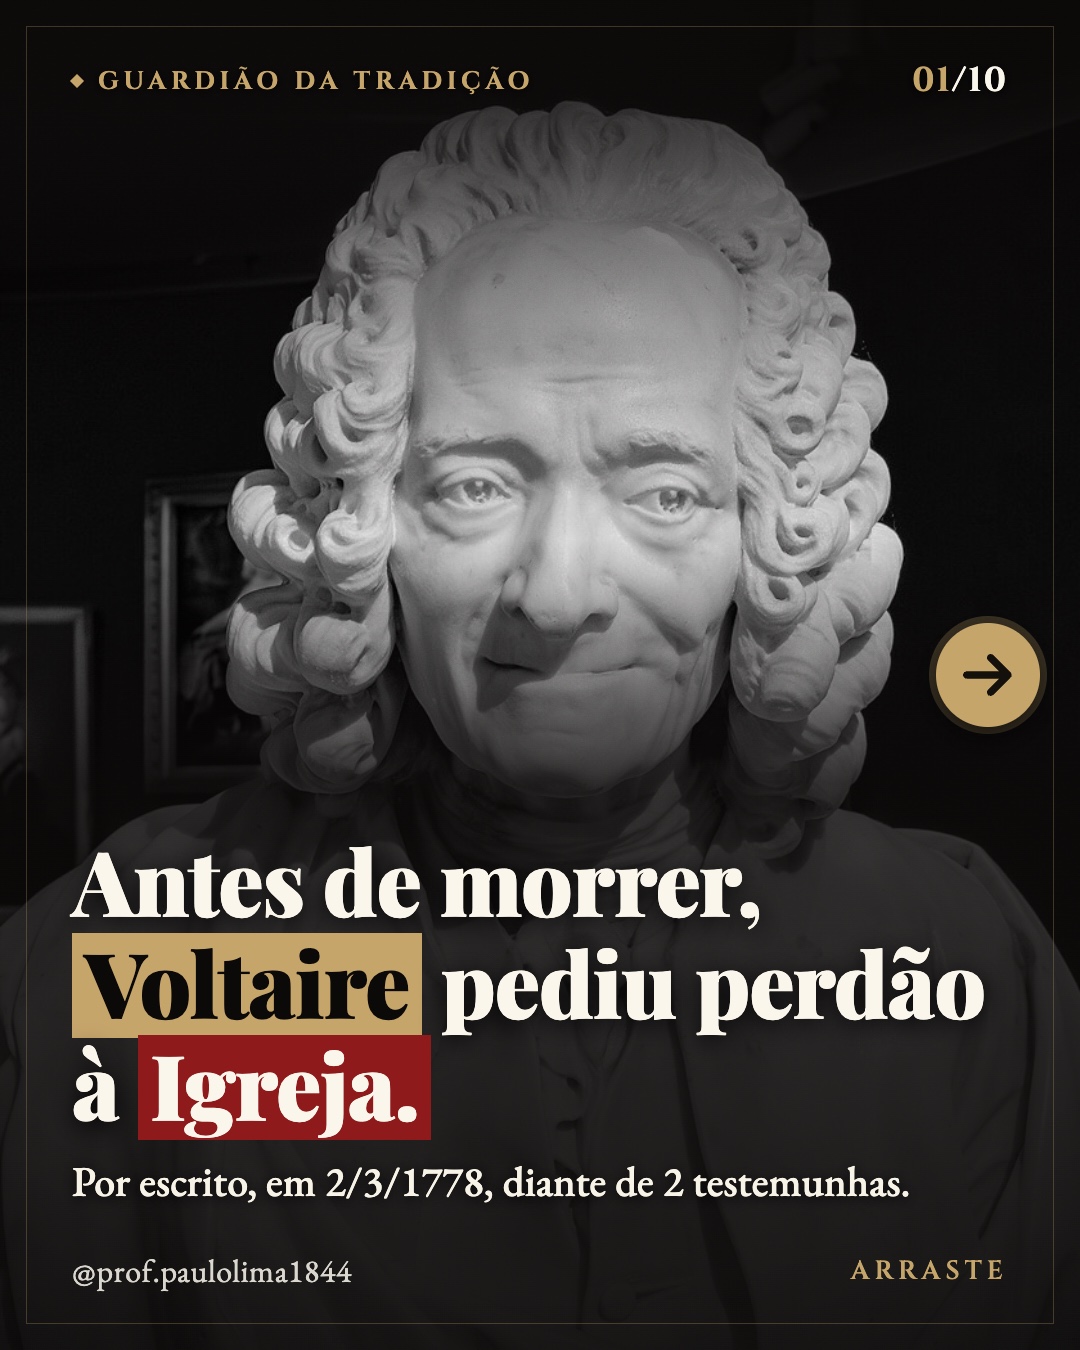 GUARDIÃO DA TRADIÇÃO
01/10
Antes de morrer,
Voltaire pediu perdão
à Igreja.
Por escrito, em 2/3/1778, diante de 2 testemunhas.
@prof.paulolima1844
ARRASTE